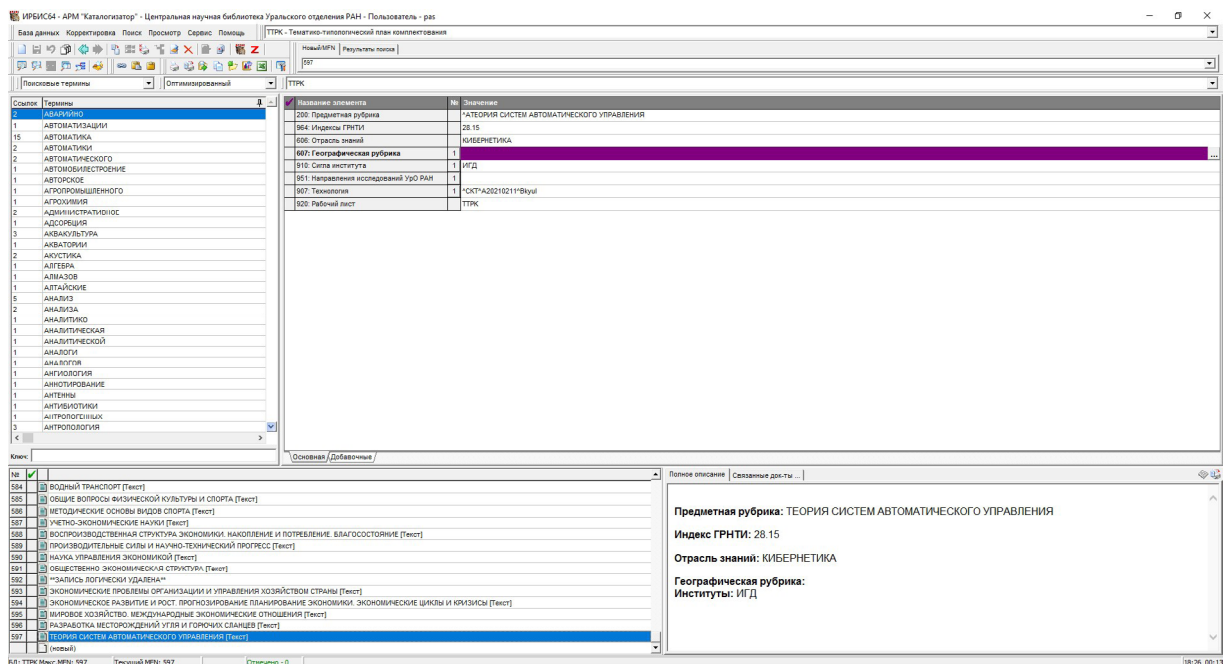 ИРБИС64 - АРМ "Каталогизатор" - Центральная научная библиотека Уральского отделения РАН - Пользователь - pas
База данных Корректировка Поиск Просмотр Сервис Помощь ТТРК - Тематико-типологический план комплектования
Новый MFN Результаты поиска
597
Поисковые термины Оптимизированный ТТРК
Ссылок Термины
2 АВАРИЙНО
1 АВТОМАТИЗАЦИИ
15 АВТОМАТИКА
2 АВТОМАТИКИ
2 АВТОМАТИЧЕСКОГО
1 АВТОМОБИЛЕСТРОЕНИЕ
1 АВТОРСКОЕ
1 АГРОПРОМЫШЛЕННОГО
1 АГРОХИМИЯ
2 АДМИНИСТРАТИВНОЕ
1 АДСОРБЦИЯ
3 АКВАКУЛЬТУРА
1 АКВАТОРИИ
2 АКУСТИКА
1 АЛГЕБРА
1 АЛМАЗОВ
1 АЛТАЙСКИЕ
5 АНАЛИЗ
2 АНАЛИЗА
1 АНАЛИТИКО
1 АНАЛИТИЧЕСКАЯ
1 АНАЛИТИЧЕСКОЙ
1 АНАЛОГИ
1 АНАЛОГОВ
1 АНГИОЛОГИЯ
1 АННОТИРОВАНИЕ
1 АНТЕННЫ
1 АНТИБИОТИКИ
1 АНТРОПОГЕННЫХ
3 АНТРОПОЛОГИЯ
Ключ:
Название элемента № Значение
200: Предметная рубрика ^AТЕОРИЯ СИСТЕМ АВТОМАТИЧЕСКОГО УПРАВЛЕНИЯ
964: Индексы ГРНТИ 28.15
606: Отрасль знаний КИБЕРНЕТИКА
607: Географическая рубрика 1 ...
910: Сигла института 1 ИГД
951: Направления исследований УрО РАН 1
907: Технология 1 ^CКТ^A20210211^Bkyul
920: Рабочий лист ТТРК
Основная Добавочные
№
584 ВОДНЫЙ ТРАНСПОРТ [Текст]
585 ОБЩИЕ ВОПРОСЫ ФИЗИЧЕСКОЙ КУЛЬТУРЫ И СПОРТА [Текст]
586 МЕТОДИЧЕСКИЕ ОСНОВЫ ВИДОВ СПОРТА [Текст]
587 УЧЕТНО-ЭКОНОМИЧЕСКИЕ НАУКИ [Текст]
588 ВОСПРОИЗВОДСТВЕННАЯ СТРУКТУРА ЭКОНОМИКИ. НАКОПЛЕНИЕ И ПОТРЕБЛЕНИЕ. БЛАГОСОСТОЯНИЕ [Текст]
589 ПРОИЗВОДИТЕЛЬНЫЕ СИЛЫ И НАУЧНО-ТЕХНИЧЕСКИЙ ПРОГРЕСС [Текст]
590 НАУКА УПРАВЛЕНИЯ ЭКОНОМИКОЙ [Текст]
591 ОБЩЕСТВЕННО ЭКОНОМИЧЕСКАЯ СТРУКТУРА [Текст]
592 **ЗАПИСЬ ЛОГИЧЕСКИ УДАЛЕНА**
593 ЭКОНОМИЧЕСКИЕ ПРОБЛЕМЫ ОРГАНИЗАЦИИ И УПРАВЛЕНИЯ ХОЗЯЙСТВОМ СТРАНЫ [Текст]
594 ЭКОНОМИЧЕСКОЕ РАЗВИТИЕ И РОСТ. ПРОГНОЗИРОВАНИЕ ПЛАНИРОВАНИЕ ЭКОНОМИКИ. ЭКОНОМИЧЕСКИЕ ЦИКЛЫ И КРИЗИСЫ [Текст]
595 МИРОВОЕ ХОЗЯЙСТВО. МЕЖДУНАРОДНЫЕ ЭКОНОМИЧЕСКИЕ ОТНОШЕНИЯ [Текст]
596 РАЗРАБОТКА МЕСТОРОЖДЕНИЙ УГЛЯ И ГОРЮЧИХ СЛАНЦЕВ [Текст]
597 ТЕОРИЯ СИСТЕМ АВТОМАТИЧЕСКОГО УПРАВЛЕНИЯ [Текст]
(новый)
Полное описание Связанные док-ты ...
Предметная рубрика: ТЕОРИЯ СИСТЕМ АВТОМАТИЧЕСКОГО УПРАВЛЕНИЯ
Индекс ГРНТИ: 28.15
Отрасль знаний: КИБЕРНЕТИКА
Географическая рубрика:
Институты: ИГД
БД: ТТРК Макс.MFN: 597 Текущий MFN: 597 Отмечено - 0 18:26 00:13